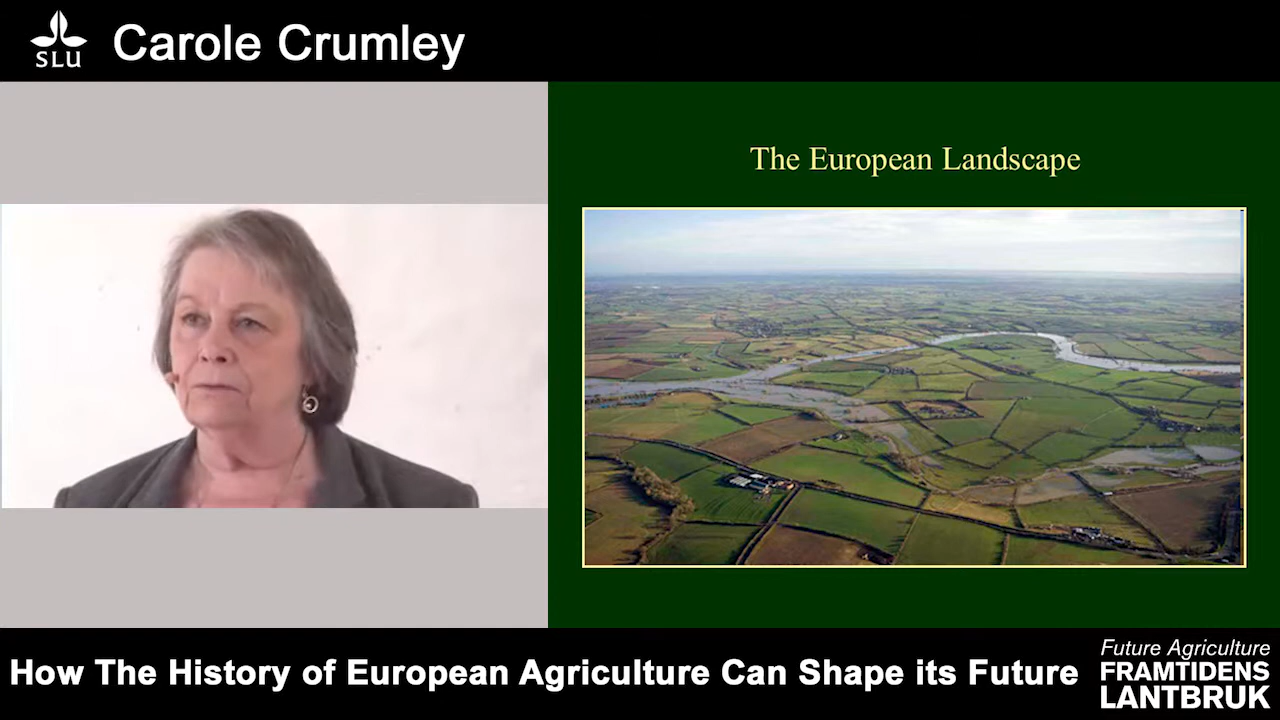 SLU
Carole Crumley
The European Landscape
How The History of European Agriculture Can Shape its Future
Future Agriculture
FRAMTIDENS
LANTBRUK